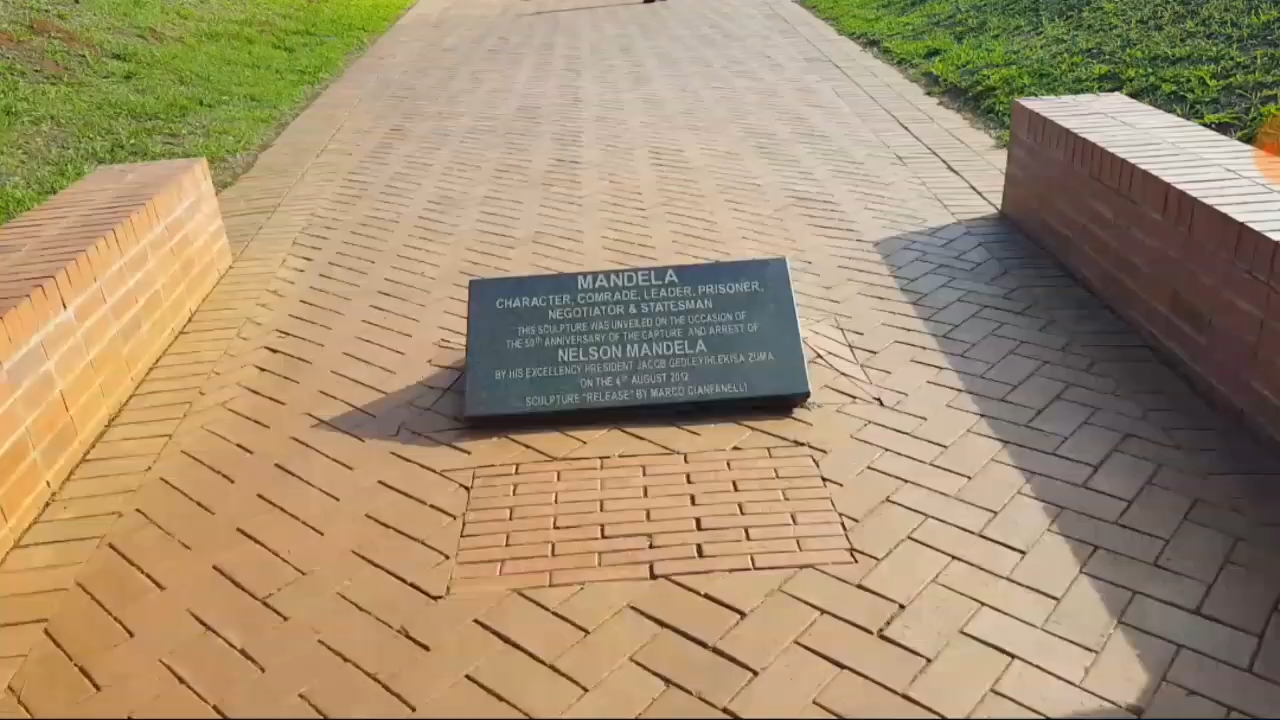 MANDELA
CHARACTER, COMRADE, LEADER, PRISONER,
NEGOTIATOR & STATESMAN
THIS SCULPTURE WAS UNVEILED ON THE OCCASION OF
THE 50TH ANNIVERSARY OF THE CAPTURE AND ARREST OF
NELSON MANDELA
BY HIS EXCELLENCY PRESIDENT JACOB GEDLEYIHLEKISA ZUMA
ON THE 4TH AUGUST 2012
SCULPTURE "RELEASE" BY MARCO CIANFANELLI